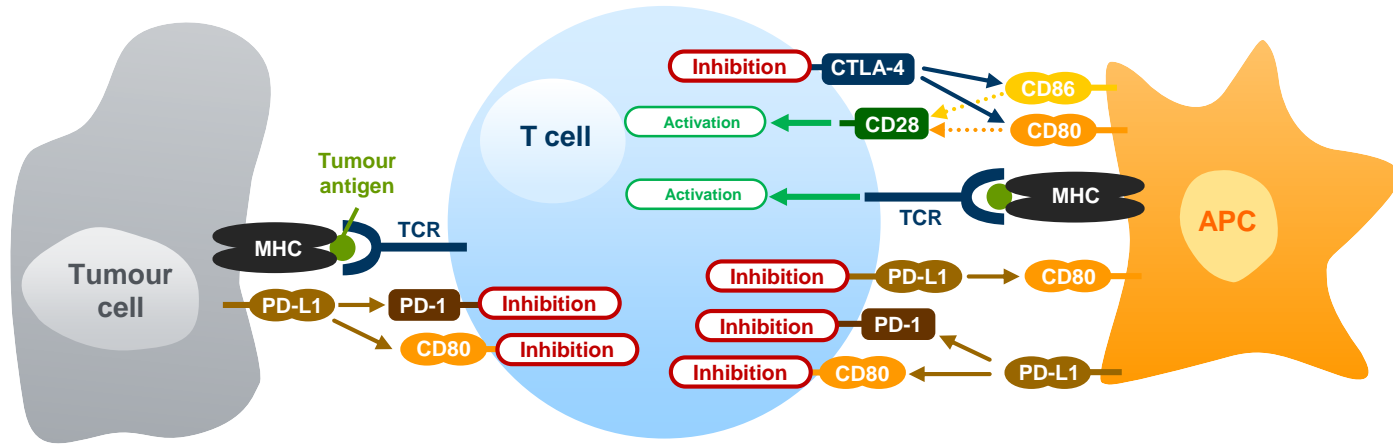 Inhibition
CTLA-4
CD86
Activation
CD28
CD80
T cell
Tumour
antigen
Activation
TCR
MHC
APC
MHC
TCR
Tumour
cell
PD-L1
PD-1
Inhibition
CD80
Inhibition
Inhibition
PD-L1
CD80
Inhibition
PD-1
Inhibition
CD80
PD-L1